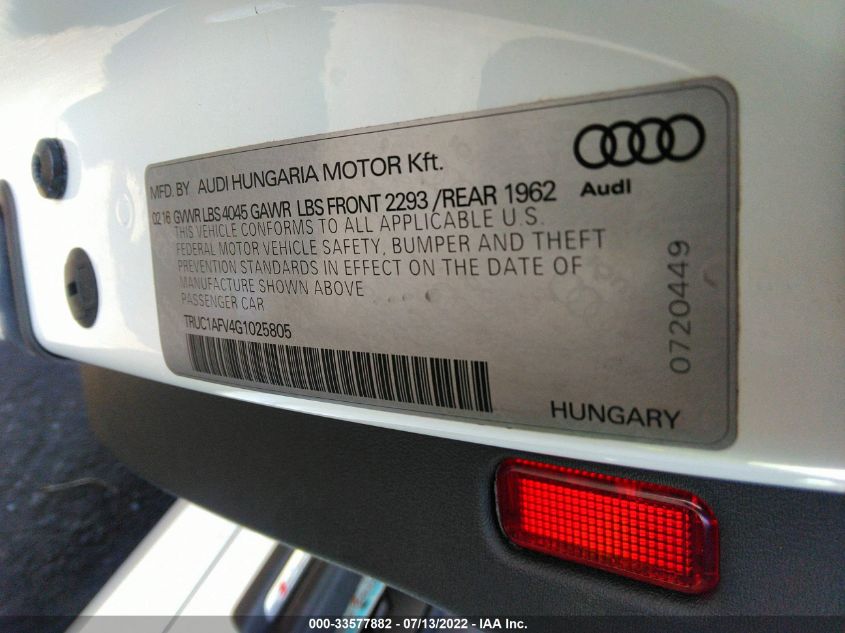 MFD. BY AUDI HUNGARIA MOTOR Kft.
Audi
02 16 GVWR LBS 4045 GAWR LBS FRONT 2293 /REAR 1962
THIS VEHICLE CONFORMS TO ALL APPLICABLE U.S.
FEDERAL MOTOR VEHICLE SAFETY, BUMPER AND THEFT
PREVENTION STANDARDS IN EFFECT ON THE DATE OF
MANUFACTURE SHOWN ABOVE
PASSENGER CAR
TRUC1AFV4G1025805
0720449
HUNGARY
000-33577882 - 07/13/2022 - © IAA Inc.